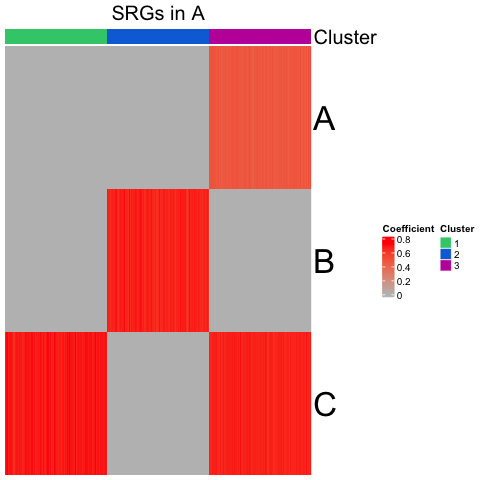 SRGs in A
Cluster
A
B
C
Coefficient
0.8
0.6
0.4
0.2
0
Cluster
1
2
3